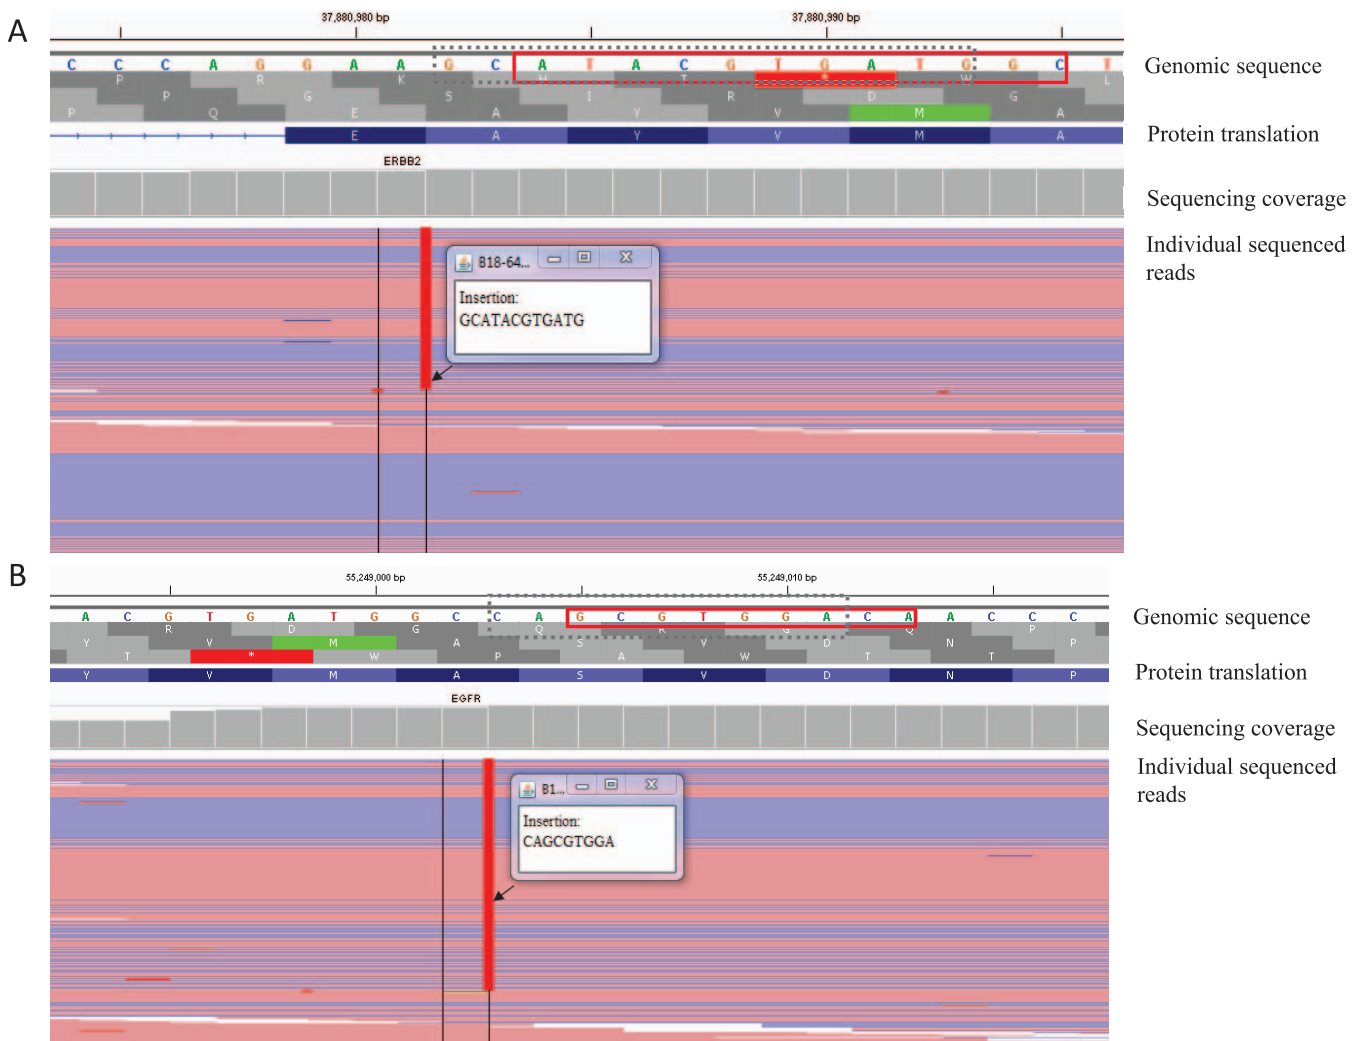 A
37,880,980 bp
37,880,990 bp
C C C A G G A A G C A T A C G T G A T G G C T
Genomic sequence
P R K H T * W L
P G S I R D G
P Q E A Y V M A
E A Y V M A
Protein translation
ERBB2
Sequencing coverage
Individual sequenced
reads
B18-64...
Insertion:
GCATACGTGATG
B
55,249,000 bp
55,249,010 bp
A C G T G A T G G C C A G C G T G G A C A A C C C
Genomic sequence
R D G Q R G Q P
Y V M A S V D N P
T * W P A W T T
Y V M A S V D N P
Protein translation
EGFR
Sequencing coverage
Individual sequenced
reads
B1...
Insertion:
CAGCGTGGA